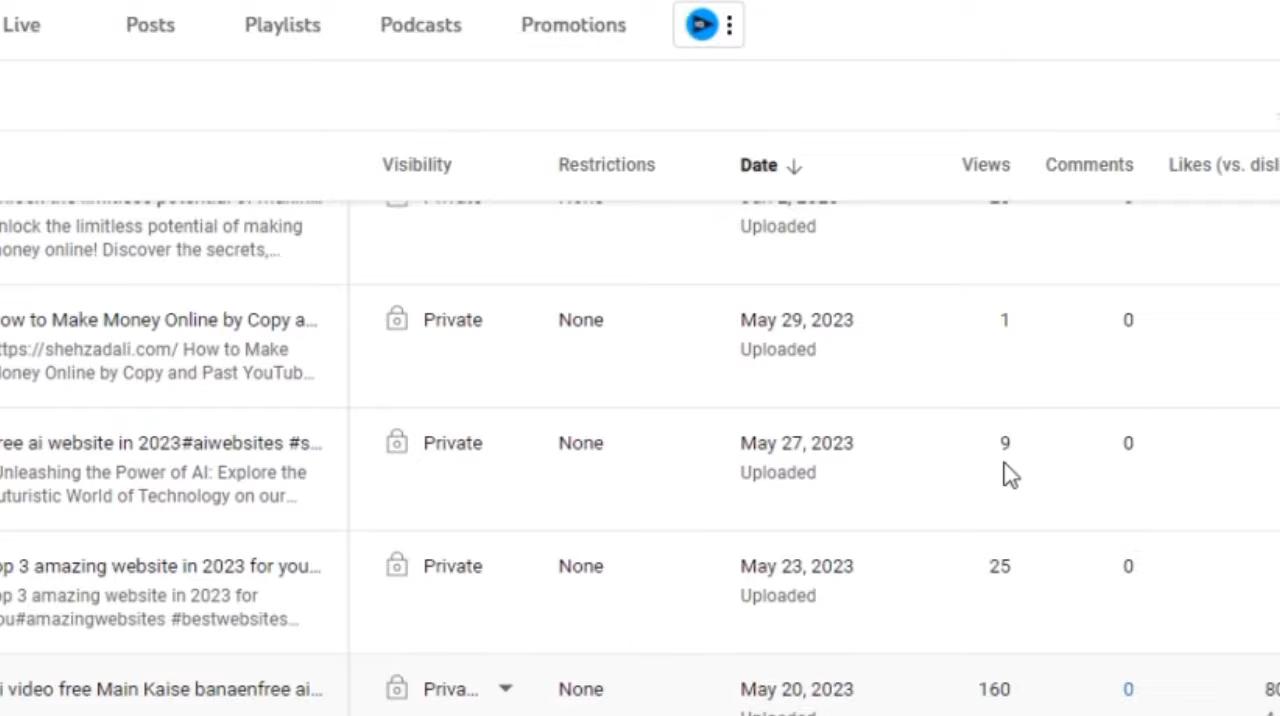 Live Posts Playlists Podcasts Promotions
Visibility Restrictions Date Views Comments Likes (vs. disl
nlock the limitless potential of making
Uploaded
oney online! Discover the secrets,...
ow to Make Money Online by Copy a...
Private None May 29, 2023 1 0
ttps://shehzadali.com/ How to Make
Uploaded
oney Online by Copy and Past YouTub...
ree ai website in 2023#aiwebsites #s...
Private None May 27, 2023 9 0
Unleashing the Power of AI: Explore the
Uploaded
uturistic World of Technology on our...
op 3 amazing website in 2023 for you...
Private None May 23, 2023 25 0
op 3 amazing website in 2023 for
Uploaded
ou#amazingwebsites #bestwebsites...
i video free Main Kaise banaenfree ai...
Priva... None May 20, 2023 160 0 80